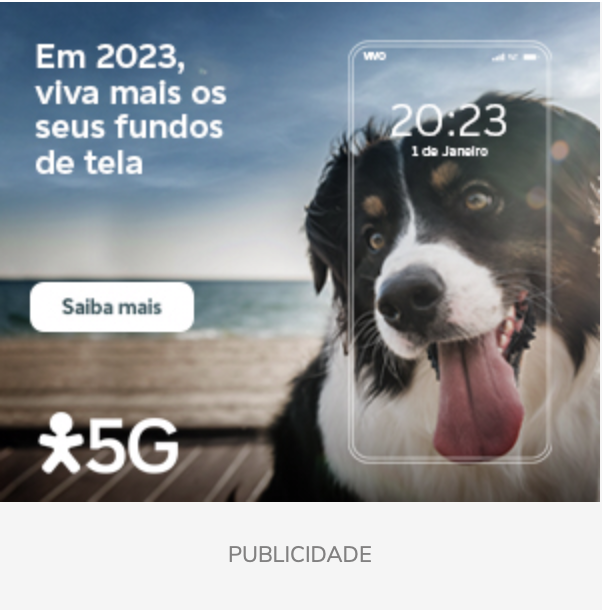 Em 2023,
viva mais os
seus fundos
de tela
VIVO
20:23
1 de Janeiro
Saiba mais
5G
PUBLICIDADE